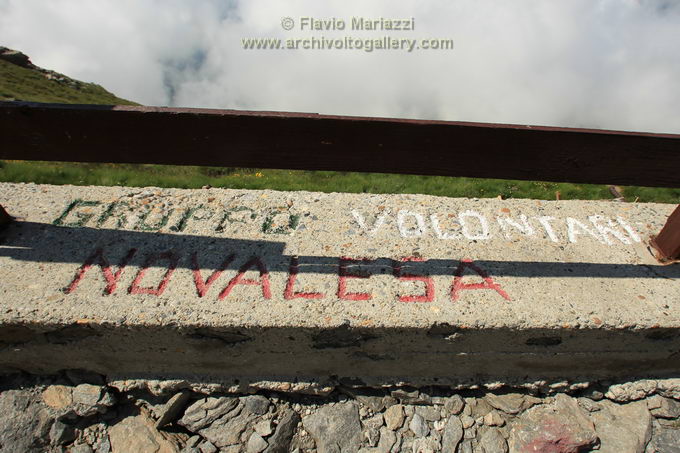 © Flavio Mariazzi
www.archivoltogallery.com
GRUPPO VOLONTARI
NOVALESA